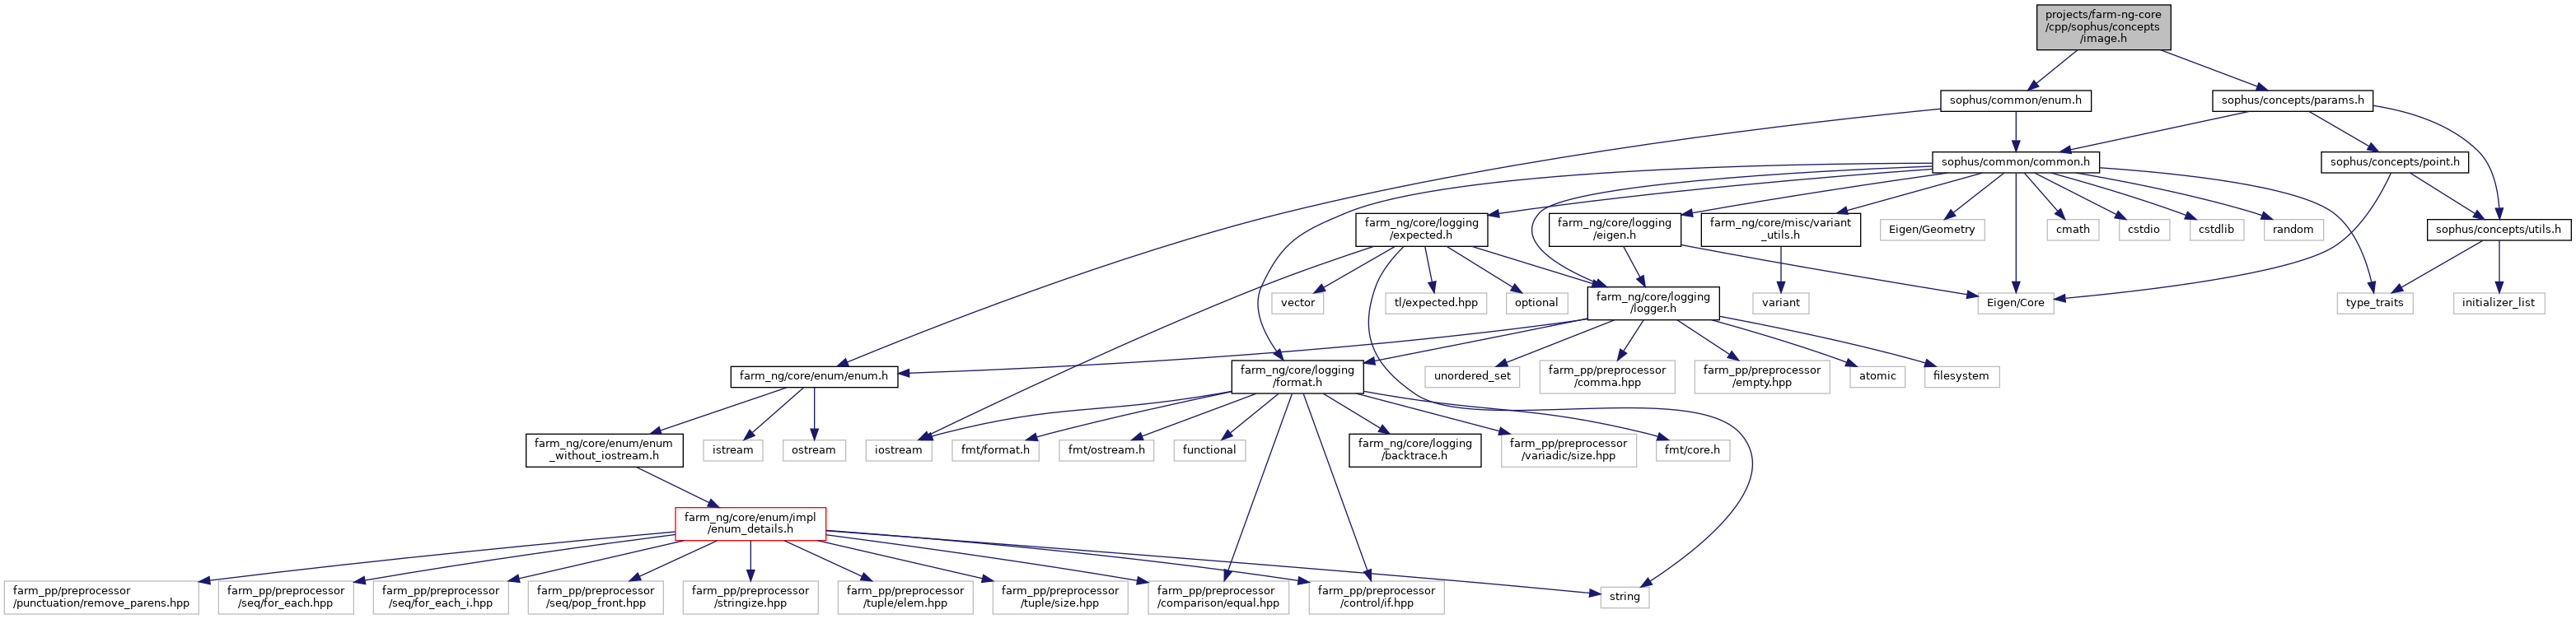 projects/farm-ng-core
/cpp/sophus/concepts
/image.h
sophus/common/enum.h
sophus/concepts/params.h
sophus/common/common.h
sophus/concepts/point.h
farm_ng/core/logging
/expected.h
farm_ng/core/logging
/eigen.h
farm_ng/core/misc/variant
_utils.h
Eigen/Geometry
cmath
cstdio
cstdlib
random
sophus/concepts/utils.h
vector
tl/expected.hpp
optional
farm_ng/core/logging
/logger.h
variant
Eigen/Core
type_traits
initializer_list
farm_ng/core/enum/enum.h
farm_ng/core/logging
/format.h
unordered_set
farm_pp/preprocessor
/comma.hpp
farm_pp/preprocessor
/empty.hpp
atomic
filesystem
farm_ng/core/enum/enum
_without_iostream.h
istream
ostream
iostream
fmt/format.h
fmt/ostream.h
functional
farm_ng/core/logging
/backtrace.h
farm_pp/preprocessor
/variadic/size.hpp
fmt/core.h
farm_ng/core/enum/impl
/enum_details.h
farm_pp/preprocessor
/punctuation/remove_parens.hpp
farm_pp/preprocessor
/seq/for_each.hpp
farm_pp/preprocessor
/seq/for_each_i.hpp
farm_pp/preprocessor
/seq/pop_front.hpp
farm_pp/preprocessor
/stringize.hpp
farm_pp/preprocessor
/tuple/elem.hpp
farm_pp/preprocessor
/tuple/size.hpp
farm_pp/preprocessor
/comparison/equal.hpp
farm_pp/preprocessor
/control/if.hpp
string